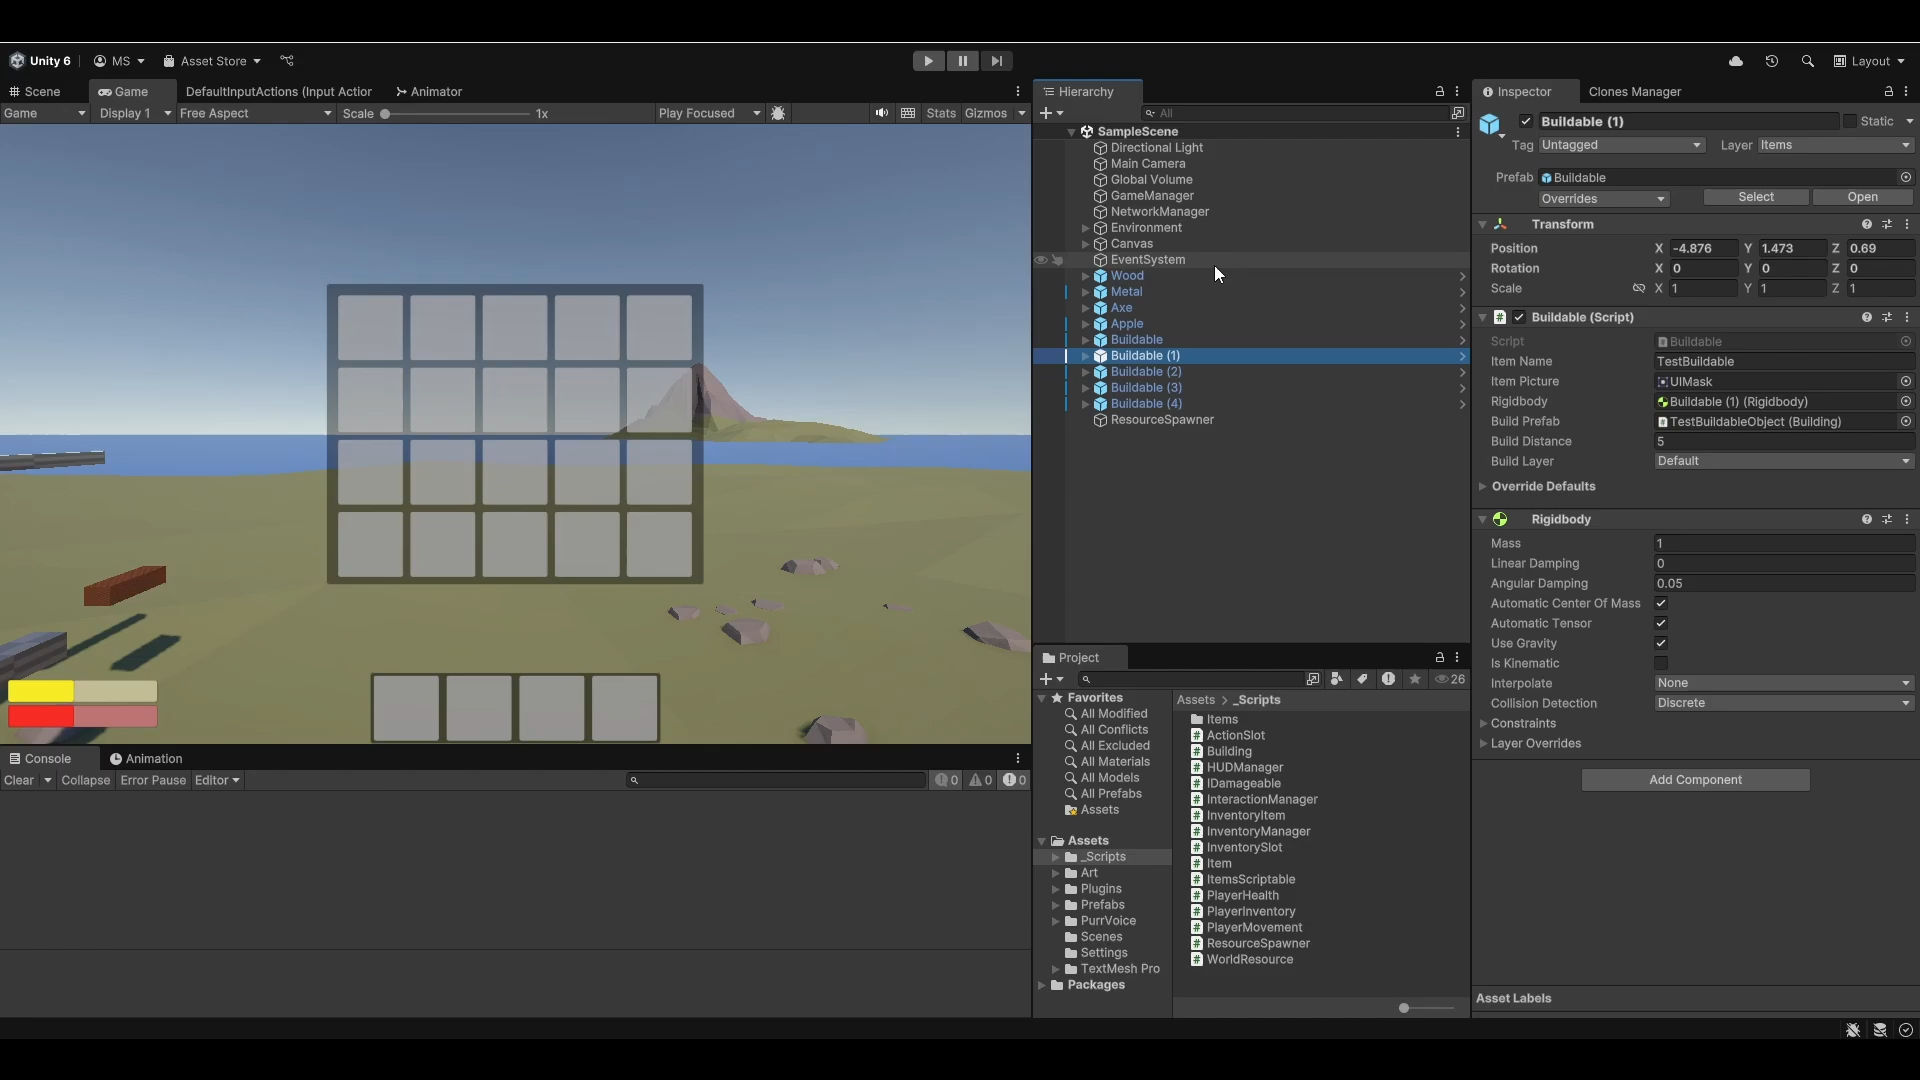 Unity 6 MS Asset Store Layout
Scene Game DefaultInputActions (Input Action Animator
Game Display 1 Free Aspect Scale 1x Play Focused Stats Gizmos
Console Animation
Clear Collapse Error Pause Editor 0 0 0
Hierarchy
All
SampleScene
Directional Light
Main Camera
Global Volume
GameManager
NetworkManager
Environment
Canvas
EventSystem
Wood
Metal
Axe
Apple
Buildable
Buildable (1)
Buildable (2)
Buildable (3)
Buildable (4)
ResourceSpawner
Project
26
Favorites
All Modified
All Conflicts
All Excluded
All Materials
All Models
All Prefabs
Assets
Assets
_Scripts
Art
Plugins
Prefabs
PurrVoice
Scenes
Settings
TextMesh Pro
Packages
Assets > _Scripts
Items
ActionSlot
Building
HUDManager
IDamageable
InteractionManager
InventoryItem
InventoryManager
InventorySlot
Item
ItemsScriptable
PlayerHealth
PlayerInventory
PlayerMovement
ResourceSpawner
WorldResource
Inspector Clones Manager
Buildable (1) Static
Tag Untagged Layer Items
Prefab Buildable
Overrides Select Open
Transform
Position X -4.876 Y 1.473 Z 0.69
Rotation X 0 Y 0 Z 0
Scale X 1 Y 1 Z 1
# Buildable (Script)
Script Buildable
Item Name TestBuildable
Item Picture UIMask
Rigidbody Buildable (1) (Rigidbody)
Build Prefab TestBuildableObject (Building)
Build Distance 5
Build Layer Default
Override Defaults
Rigidbody
Mass 1
Linear Damping 0
Angular Damping 0.05
Automatic Center Of Mass
Automatic Tensor
Use Gravity
Is Kinematic
Interpolate None
Collision Detection Discrete
Constraints
Layer Overrides
Add Component
Asset Labels